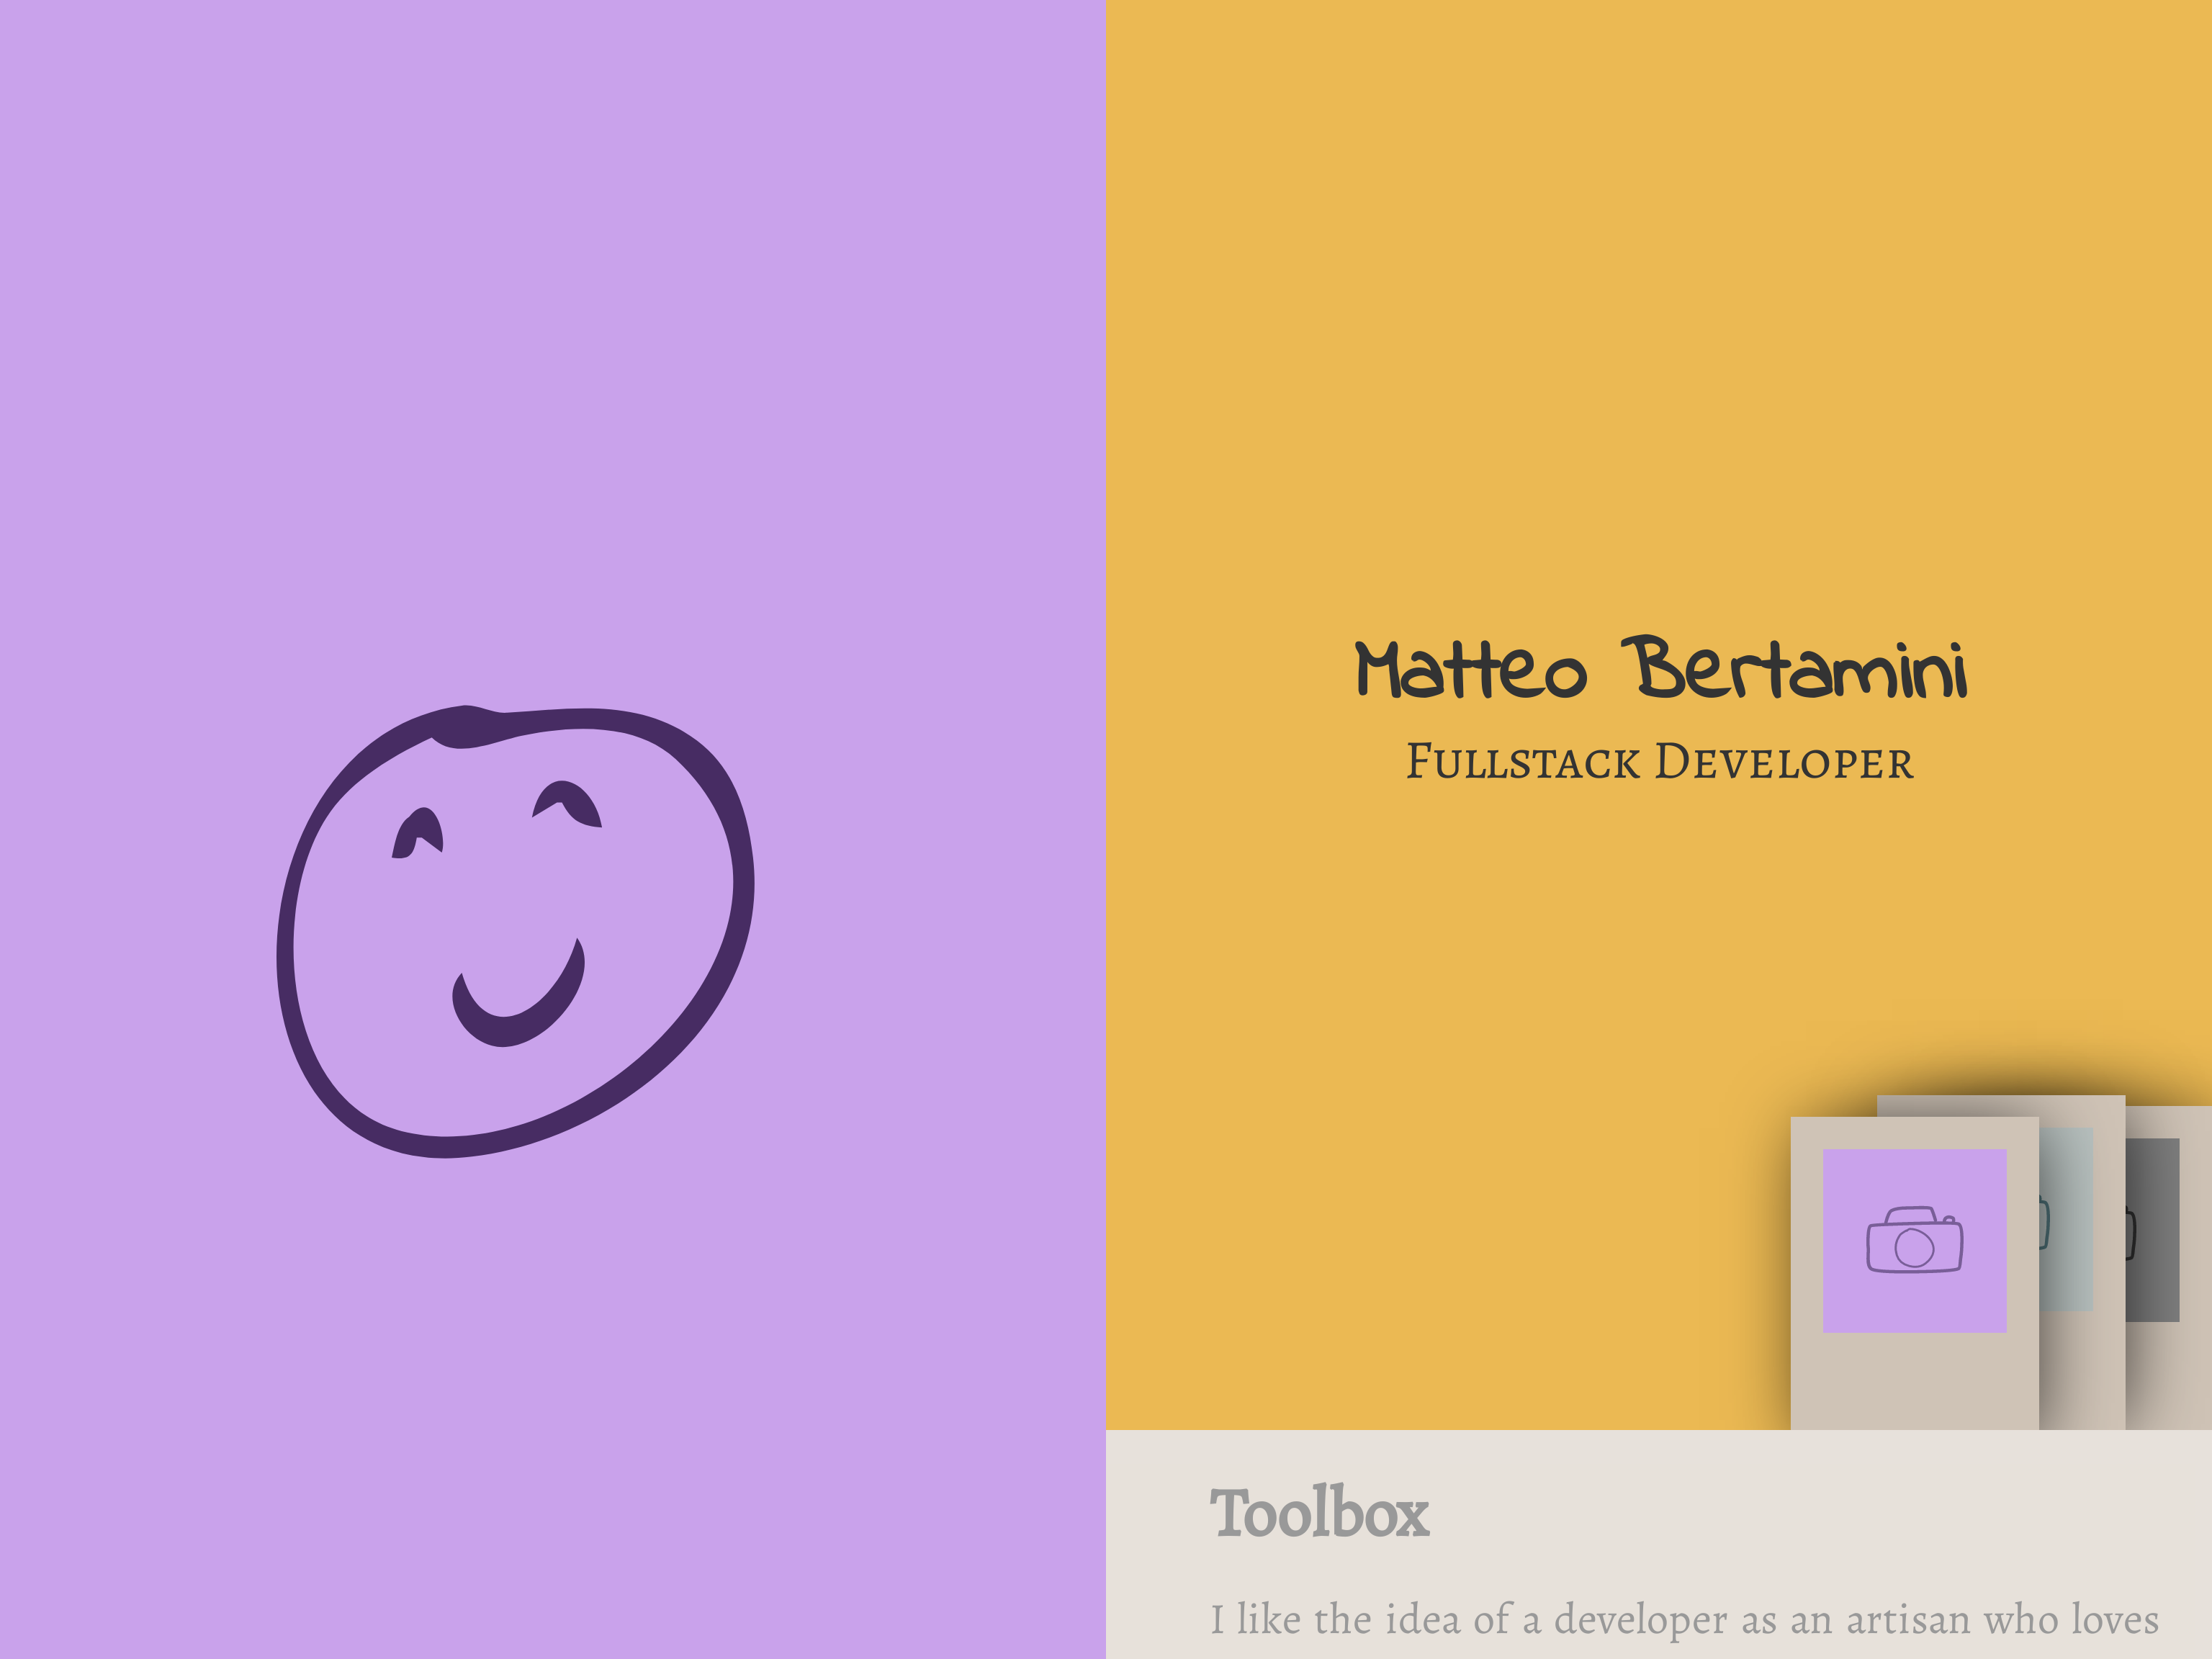 Matteo Bertamini
Fullstack Developer
Toolbox
I like the idea of a developer as an artisan who loves